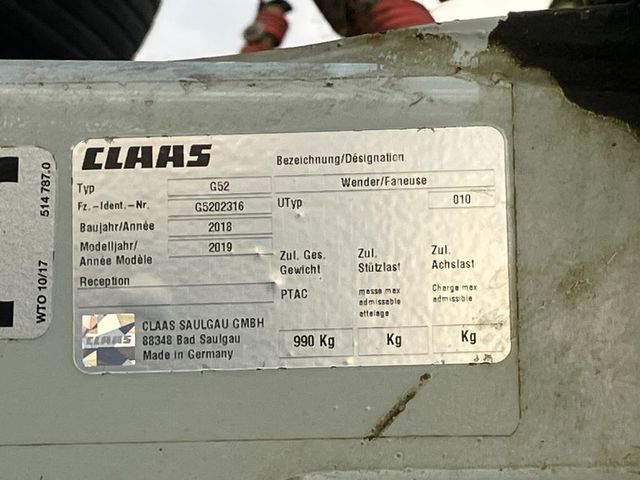 CLAAS
Bezeichnung/Désignation
Typ G52 Wender/Faneuse
Fz.-Ident.-Nr. G5202316 UTyp 010
Baujahr/Année 2018
Modelljahr/
Année Modèle 2019
Zul. Ges.
Gewicht
Zul.
Stützlast
Zul.
Achslast
Reception
PTAC
masse max
admissable
attelage
Charge max
admissible
CLAAS
CLAAS SAULGAU GMBH
88348 Bad Saulgau
Made in Germany
990 Kg Kg Kg
514 787.0
WTO 10/17